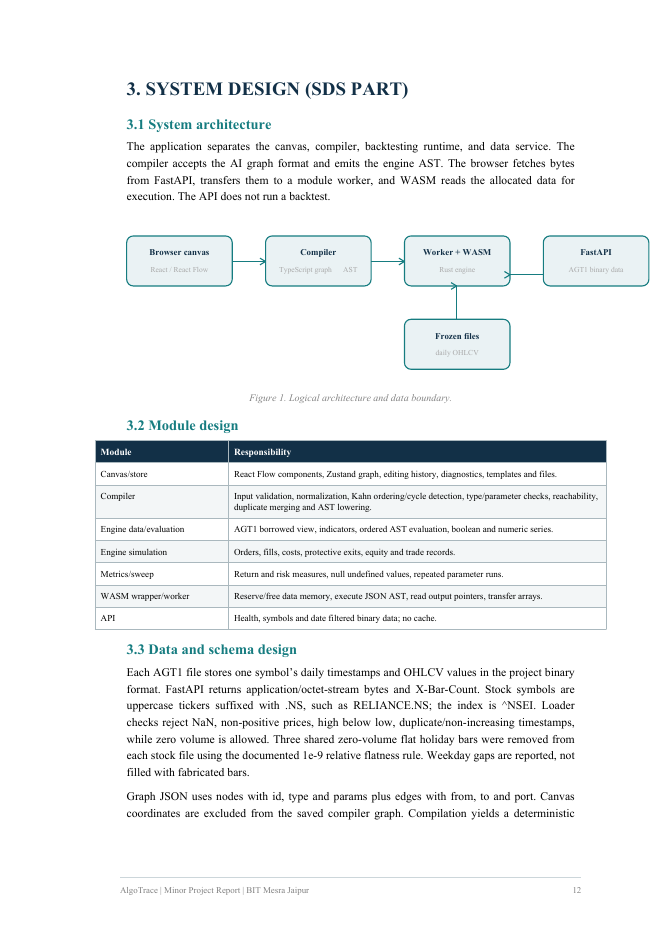 3. SYSTEM DESIGN (SDS PART)
3.1 System architecture
The application separates the canvas, compiler, backtesting runtime, and data service. The
compiler accepts the AI graph format and emits the engine AST. The browser fetches bytes
from FastAPI, transfers them to a module worker, and WASM reads the allocated data for
execution. The API does not run a backtest.
Browser canvas
React / React Flow
Compiler
TypeScript graph AST
Worker + WASM
Rust engine
FastAPI
AGT1 binary data
Frozen files
daily OHLCV
Figure 1. Logical architecture and data boundary.
3.2 Module design
Module Responsibility
Canvas/store React Flow components, Zustand graph, editing history, diagnostics, templates and files.
Compiler Input validation, normalization, Kahn ordering/cycle detection, type/parameter checks, reachability,
duplicate merging and AST lowering.
Engine data/evaluation AGT1 borrowed view, indicators, ordered AST evaluation, boolean and numeric series.
Engine simulation Orders, fills, costs, protective exits, equity and trade records.
Metrics/sweep Return and risk measures, null undefined values, repeated parameter runs.
WASM wrapper/worker Reserve/free data memory, execute JSON AST, read output pointers, transfer arrays.
API Health, symbols and date filtered binary data; no cache.
3.3 Data and schema design
Each AGT1 file stores one symbol's daily timestamps and OHLCV values in the project binary
format. FastAPI returns application/octet-stream bytes and X-Bar-Count. Stock symbols are
uppercase tickers suffixed with .NS, such as RELIANCE.NS; the index is ^NSEI. Loader
checks reject NaN, non-positive prices, high below low, duplicate/non-increasing timestamps,
while zero volume is allowed. Three shared zero-volume flat holiday bars were removed from
each stock file using the documented 1e-9 relative flatness rule. Weekday gaps are reported, not
filled with fabricated bars.
Graph JSON uses nodes with id, type and params plus edges with from, to and port. Canvas
coordinates are excluded from the saved compiler graph. Compilation yields a deterministic
AlgoTrace | Minor Project Report | BIT Mesra Jaipur 12